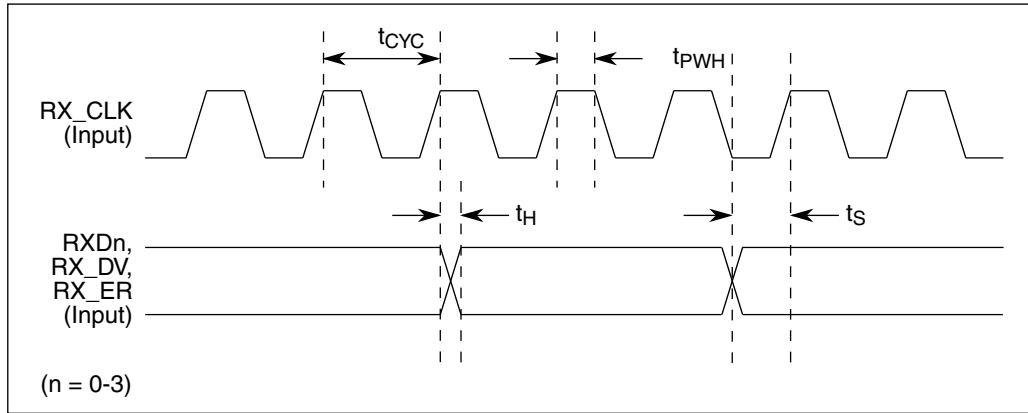 tCYC
tPWH
RX_CLK
(Input)
tH
tS
RXDn,
RX_DV,
RX_ER
(Input)
(n = 0-3)